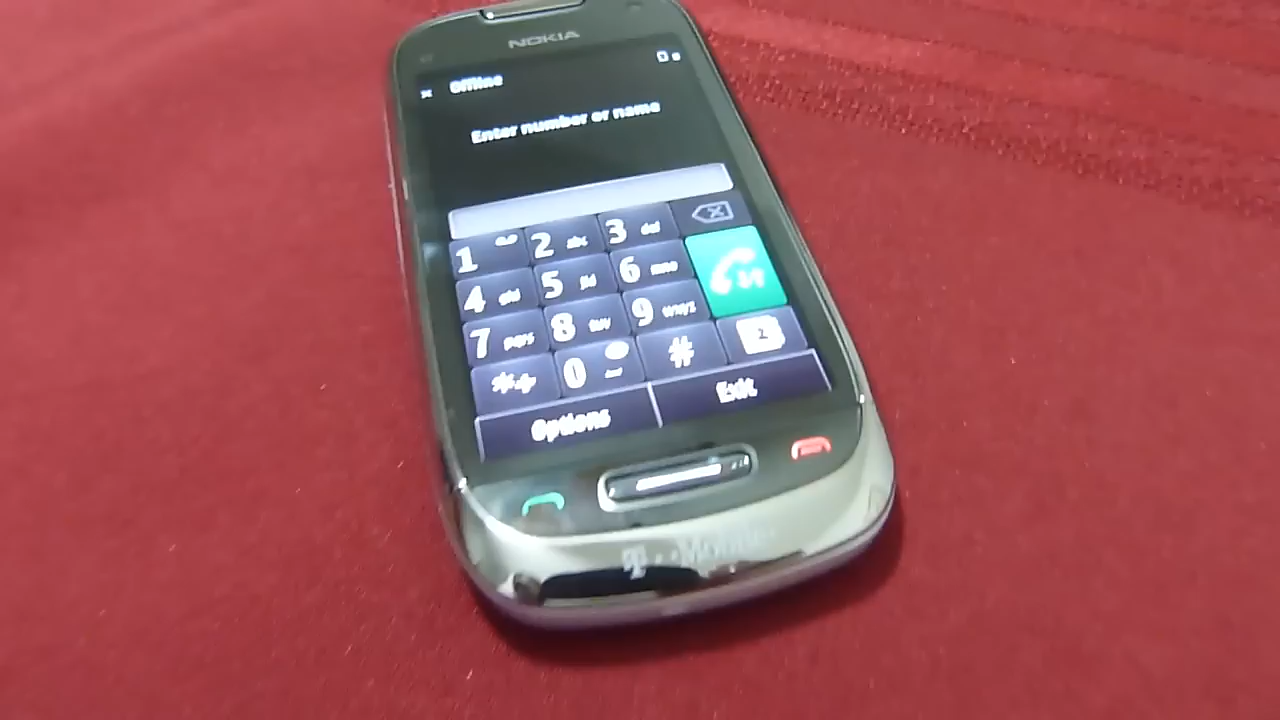 NOKIA
Offline
Enter number or name
1
2 abc
3 def
4 ghi
5 jkl
6 mno
7 pqrs
8 tuv
9 wxyz
*+
0
#
Options
Exit
T-Mobile